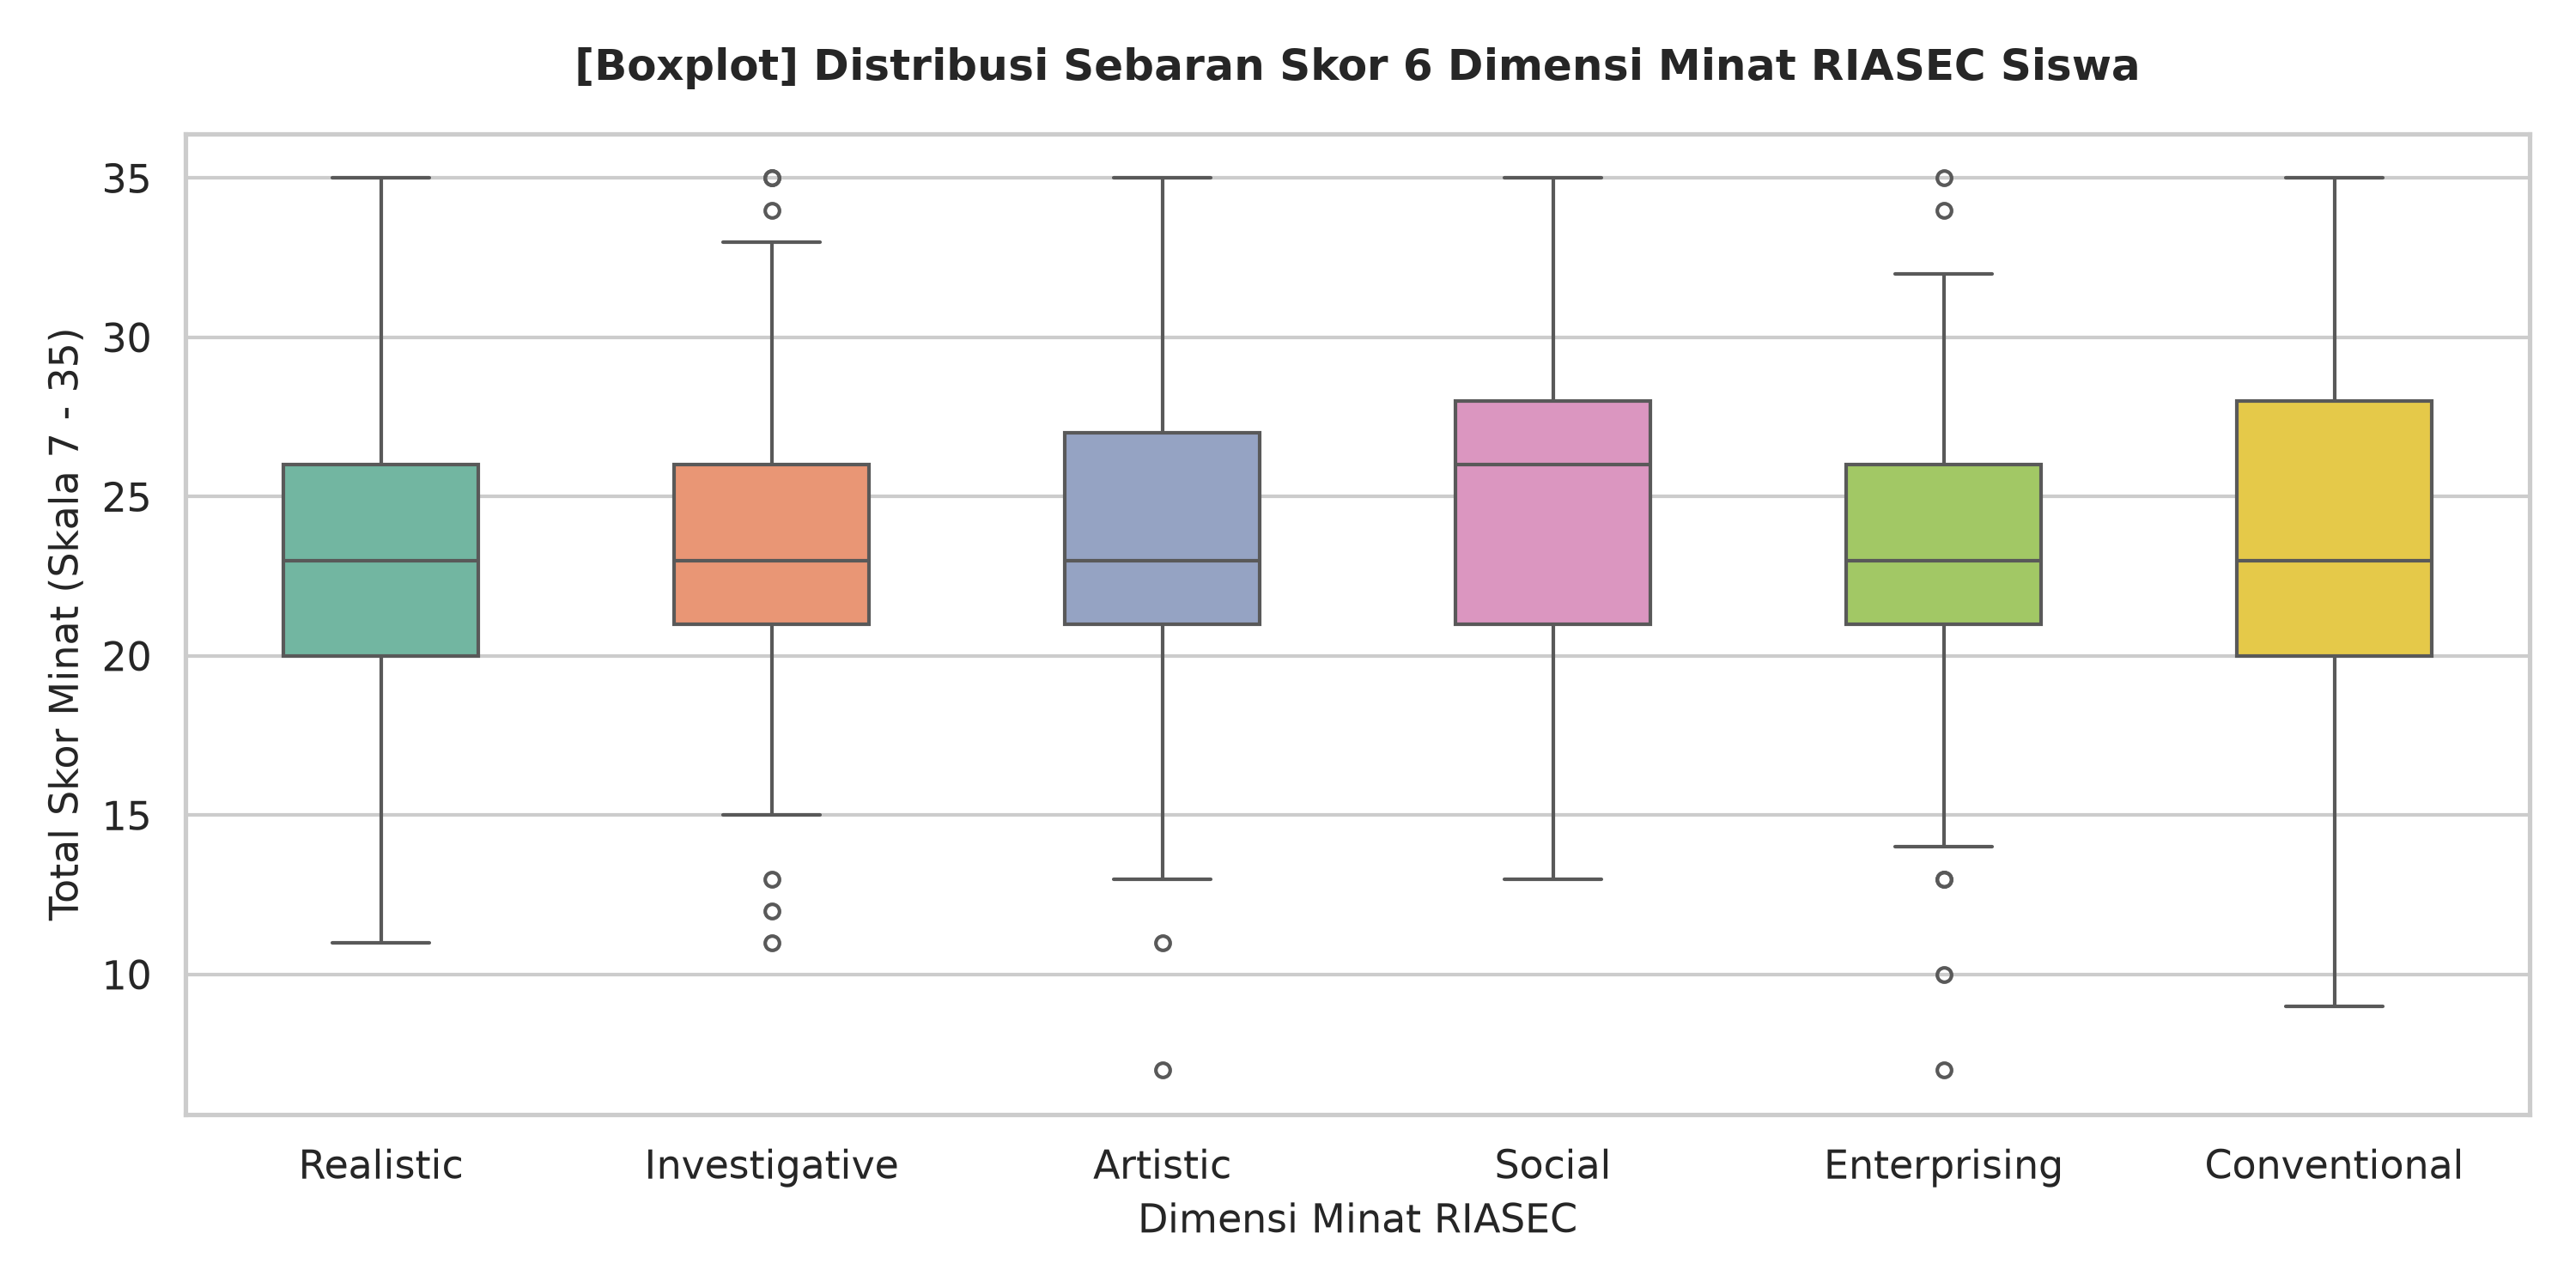 [Boxplot] Distribusi Sebaran Skor 6 Dimensi Minat RIASEC Siswa
Total Skor Minat (Skala 7 - 35)
35
30
25
20
15
10
Realistic Investigative Artistic Social Enterprising Conventional
Dimensi Minat RIASEC